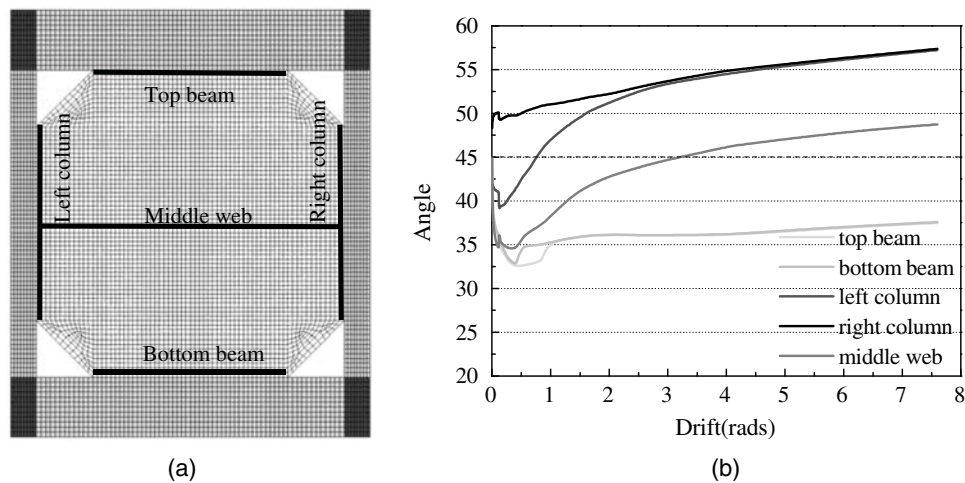 Top beam
Left column
Right column
Middle web
Bottom beam
(a)
60
55
50
45
40
35
30
25
20
Angle
top beam
bottom beam
left column
right column
middle web
0 1 2 3 4 5 6 7 8
Drift(rads)
(b)